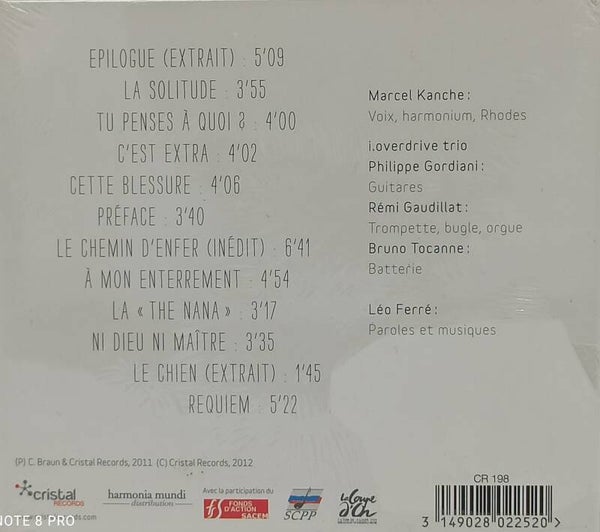 EPILOGUE (EXTRAIT) : 5'09
LA SOLITUDE : 3'55
TU PENSES À QUOI ? : 4'00
C'EST EXTRA : 4'02
CETTE BLESSURE : 4'06
PRÉFACE : 3'40
LE CHEMIN D'ENFER (INÉDIT) : 6'41
À MON ENTERREMENT : 4'54
LA « THE NANA » : 3'17
NI DIEU NI MAÎTRE : 3'35
LE CHIEN (EXTRAIT) : 1'45
REQUIEM : 5'22
Marcel Kanche :
Voix, harmonium, Rhodes
i.overdrive trio
Philippe Gordiani :
Guitares
Rémi Gaudillat :
Trompette, bugle, orgue
Bruno Tocanne :
Batterie
Léo Ferré :
Paroles et musiques
(P) C. Braun & Cristal Records, 2011 (C) Cristal Records, 2012
cristal
RECORDS
harmonia mundi
distribution
Avec la participation du
FONDS
D'ACTION
SACEM
SCPP
La Coupe
d'Or
CR 198
3 149028 022520
NOTE 8 PRO